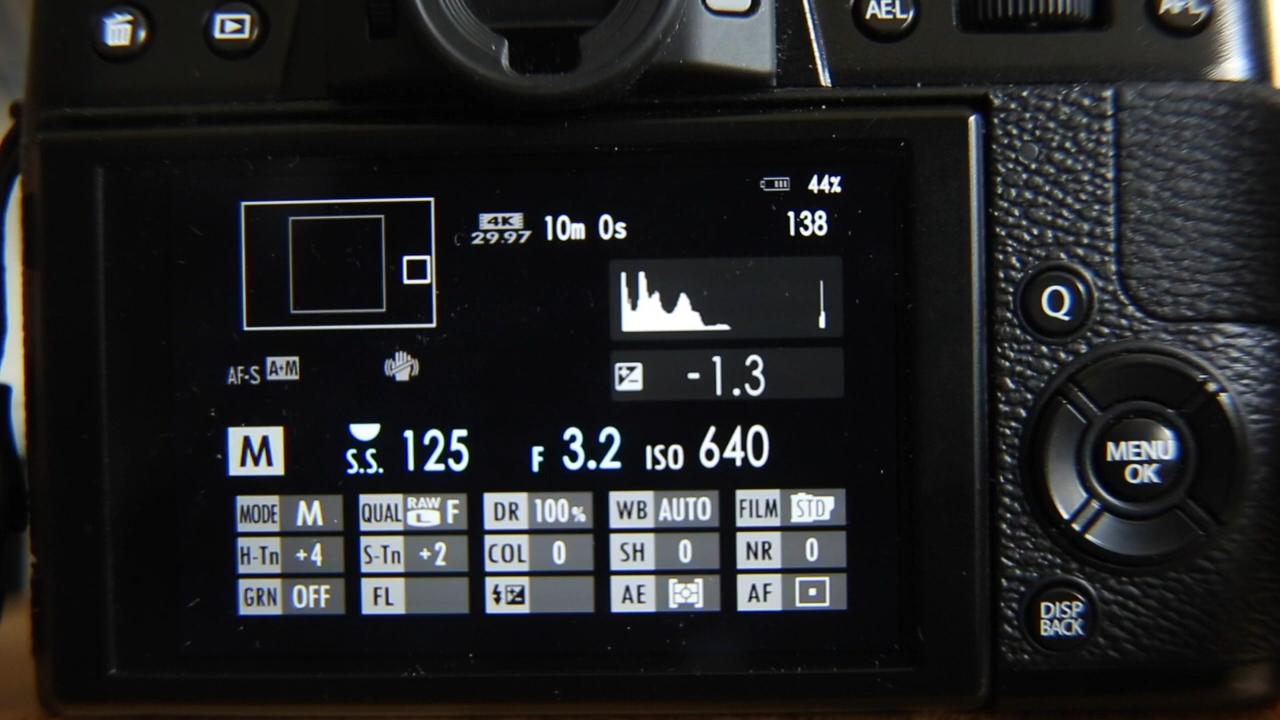 AE-L
AF-L
44%
4K 10m 0s 138
29.97
Q
AF-S A+M
-1.3
M S.S. 125 F 3.2 ISO 640
MENU
OK
MODE M QUAL RAW L F DR 100% WB AUTO FILM STD
H-Tn +4 S-Tn +2 COL 0 SH 0 NR 0
GRN OFF FL AE AF
DISP
BACK